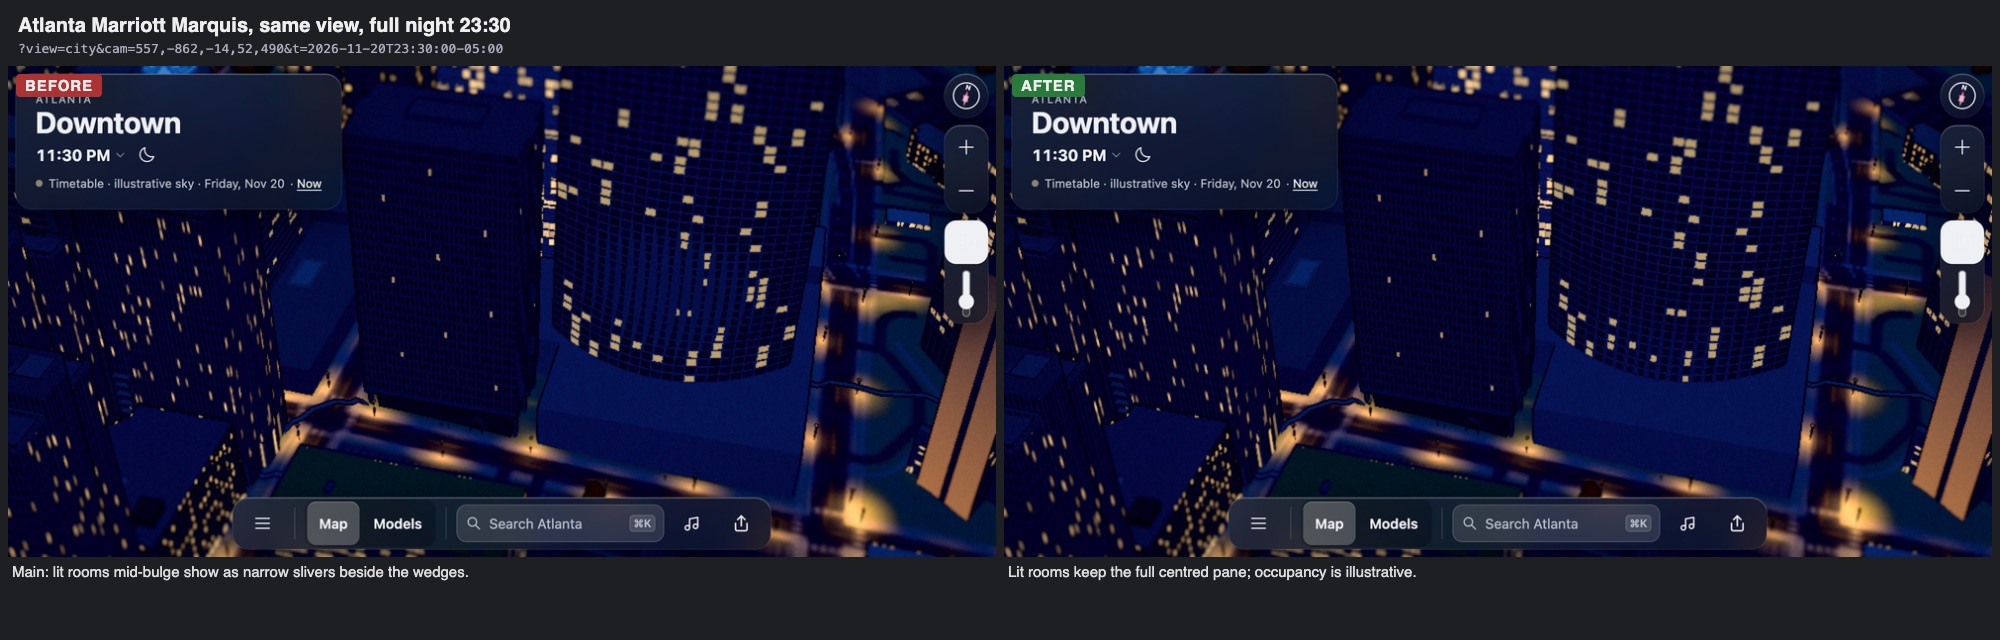 Atlanta Marriott Marquis, same view, full night 23:30
?view=city&cam=557,-862,-14,52,490&t=2026-11-20T23:30:00-05:00
BEFORE
ATLANTA
Downtown
11:30 PM
Timetable · illustrative sky · Friday, Nov 20 · Now
N
Map
Models
Search Atlanta
⌘K
Main: lit rooms mid-bulge show as narrow slivers beside the wedges.
AFTER
ATLANTA
Downtown
11:30 PM
Timetable · illustrative sky · Friday, Nov 20 · Now
N
Map
Models
Search Atlanta
⌘K
Lit rooms keep the full centred pane; occupancy is illustrative.